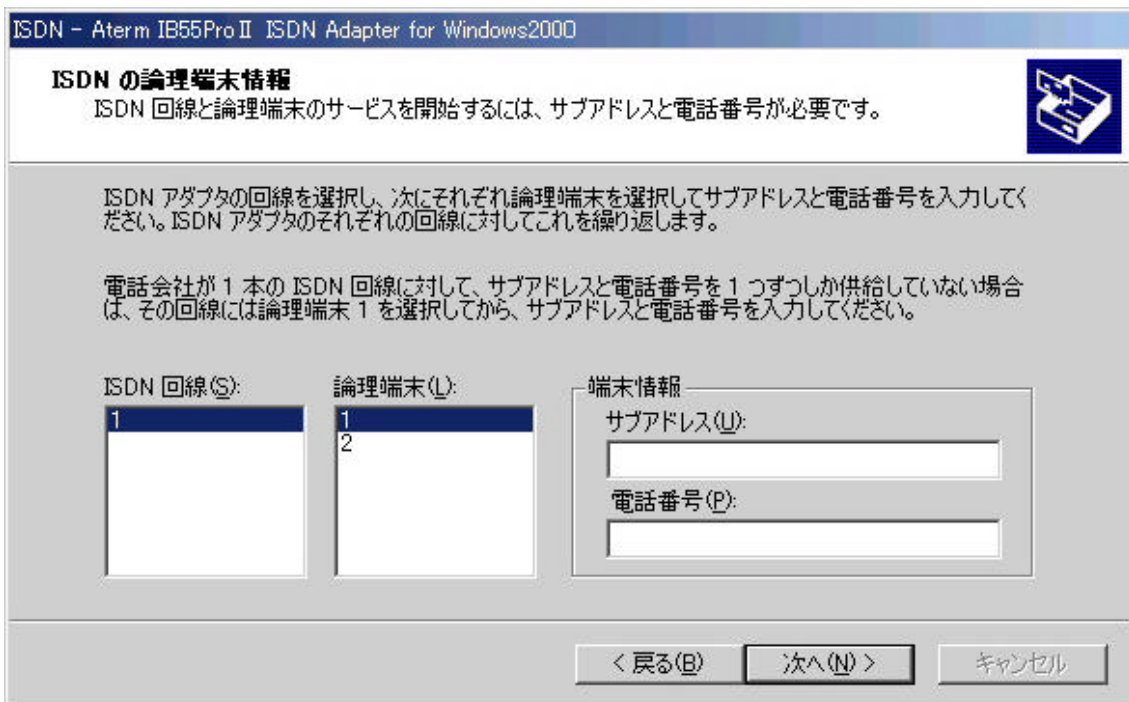 ISDN - Aterm IB55ProⅡ ISDN Adapter for Windows2000
ISDN の論理端末情報
ISDN 回線と論理端末のサービスを開始するには、サブアドレスと電話番号が必要です。
ISDN アダプタの回線を選択し、次にそれぞれ論理端末を選択してサブアドレスと電話番号を入力してく
ださい。ISDN アダプタのそれぞれの回線に対してこれを繰り返します。
電話会社が 1 本の ISDN 回線に対して、サブアドレスと電話番号を 1 つずつしか供給していない場合
は、その回線には論理端末 1 を選択してから、サブアドレスと電話番号を入力してください。
ISDN 回線(S):
1
論理端末(L):
1
2
端末情報
サブアドレス(U):
電話番号(P):
< 戻る(B)
次へ(N) >
キャンセル